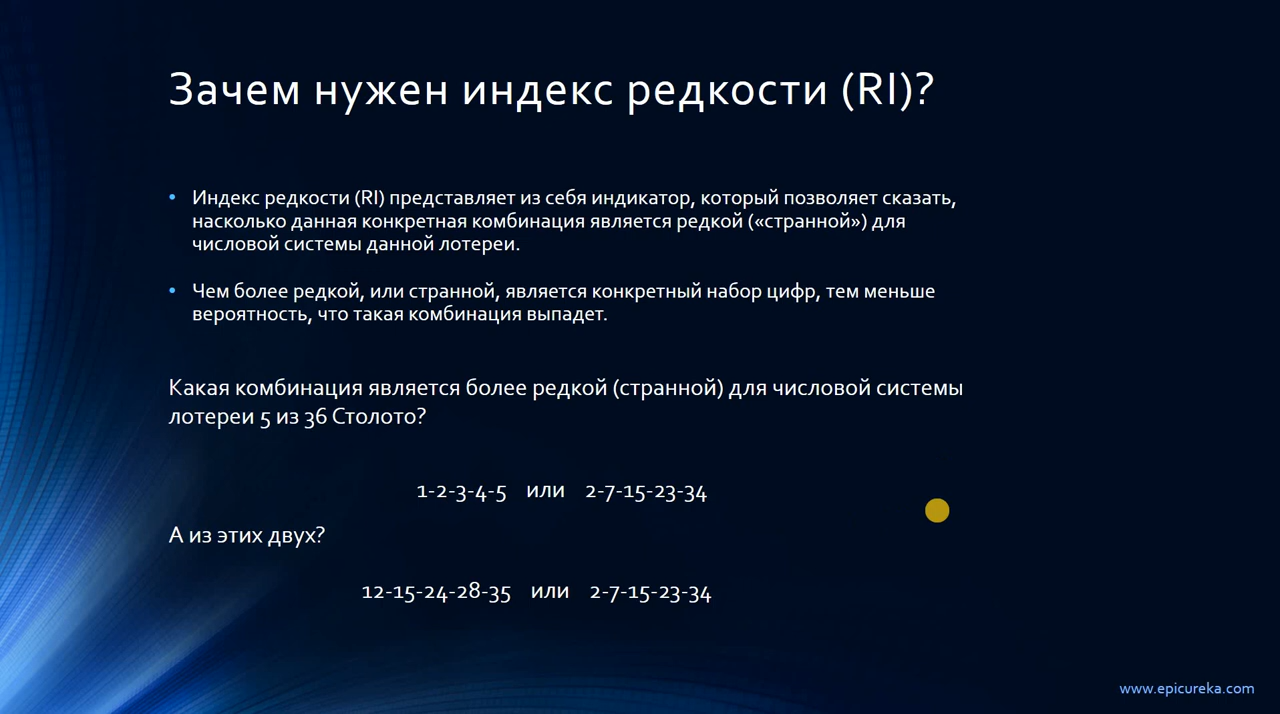 Зачем нужен индекс редкости (RI)?
• Индекс редкости (RI) представляет из себя индикатор, который позволяет сказать,
насколько данная конкретная комбинация является редкой («странной») для
числовой системы данной лотереи.
• Чем более редкой, или странной, является конкретный набор цифр, тем меньше
вероятность, что такая комбинация выпадет.
Какая комбинация является более редкой (странной) для числовой системы
лотереи 5 из 36 Столото?
1-2-3-4-5 или 2-7-15-23-34
А из этих двух?
12-15-24-28-35 или 2-7-15-23-34
www.epicureka.com